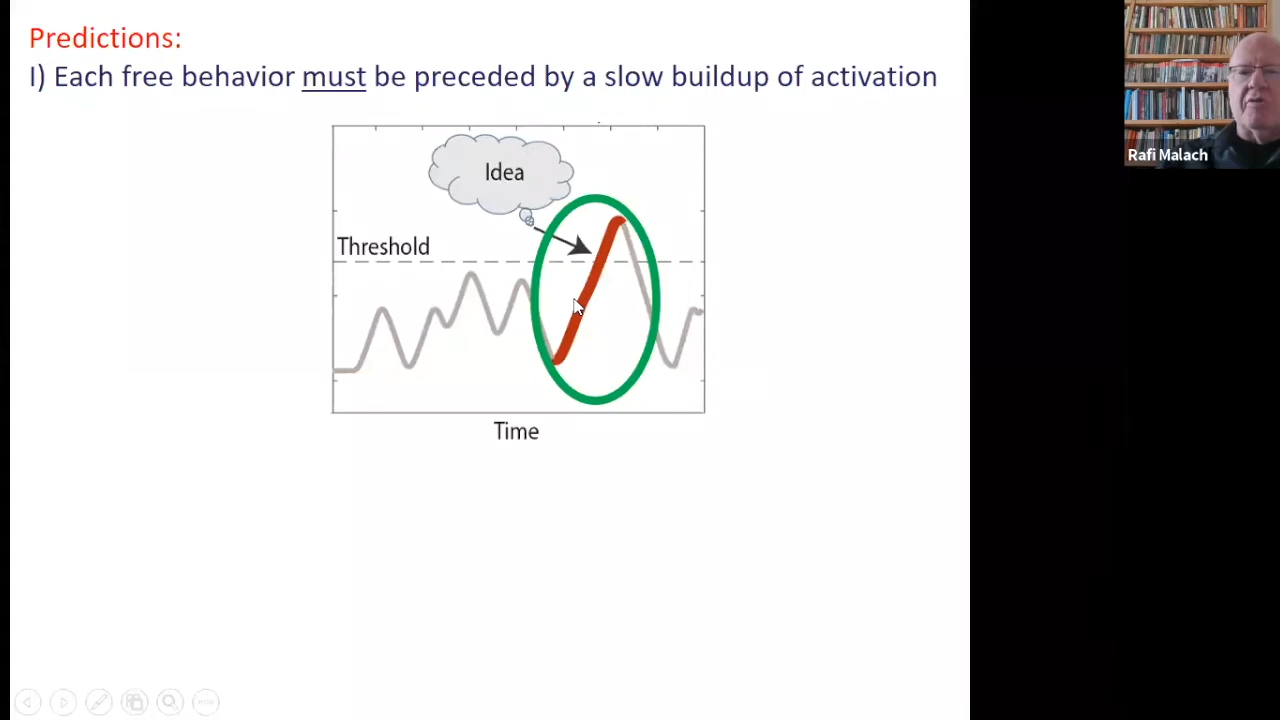 Predictions:
I) Each free behavior must be preceded by a slow buildup of activation
Idea
Threshold
Time
Rafi Malach